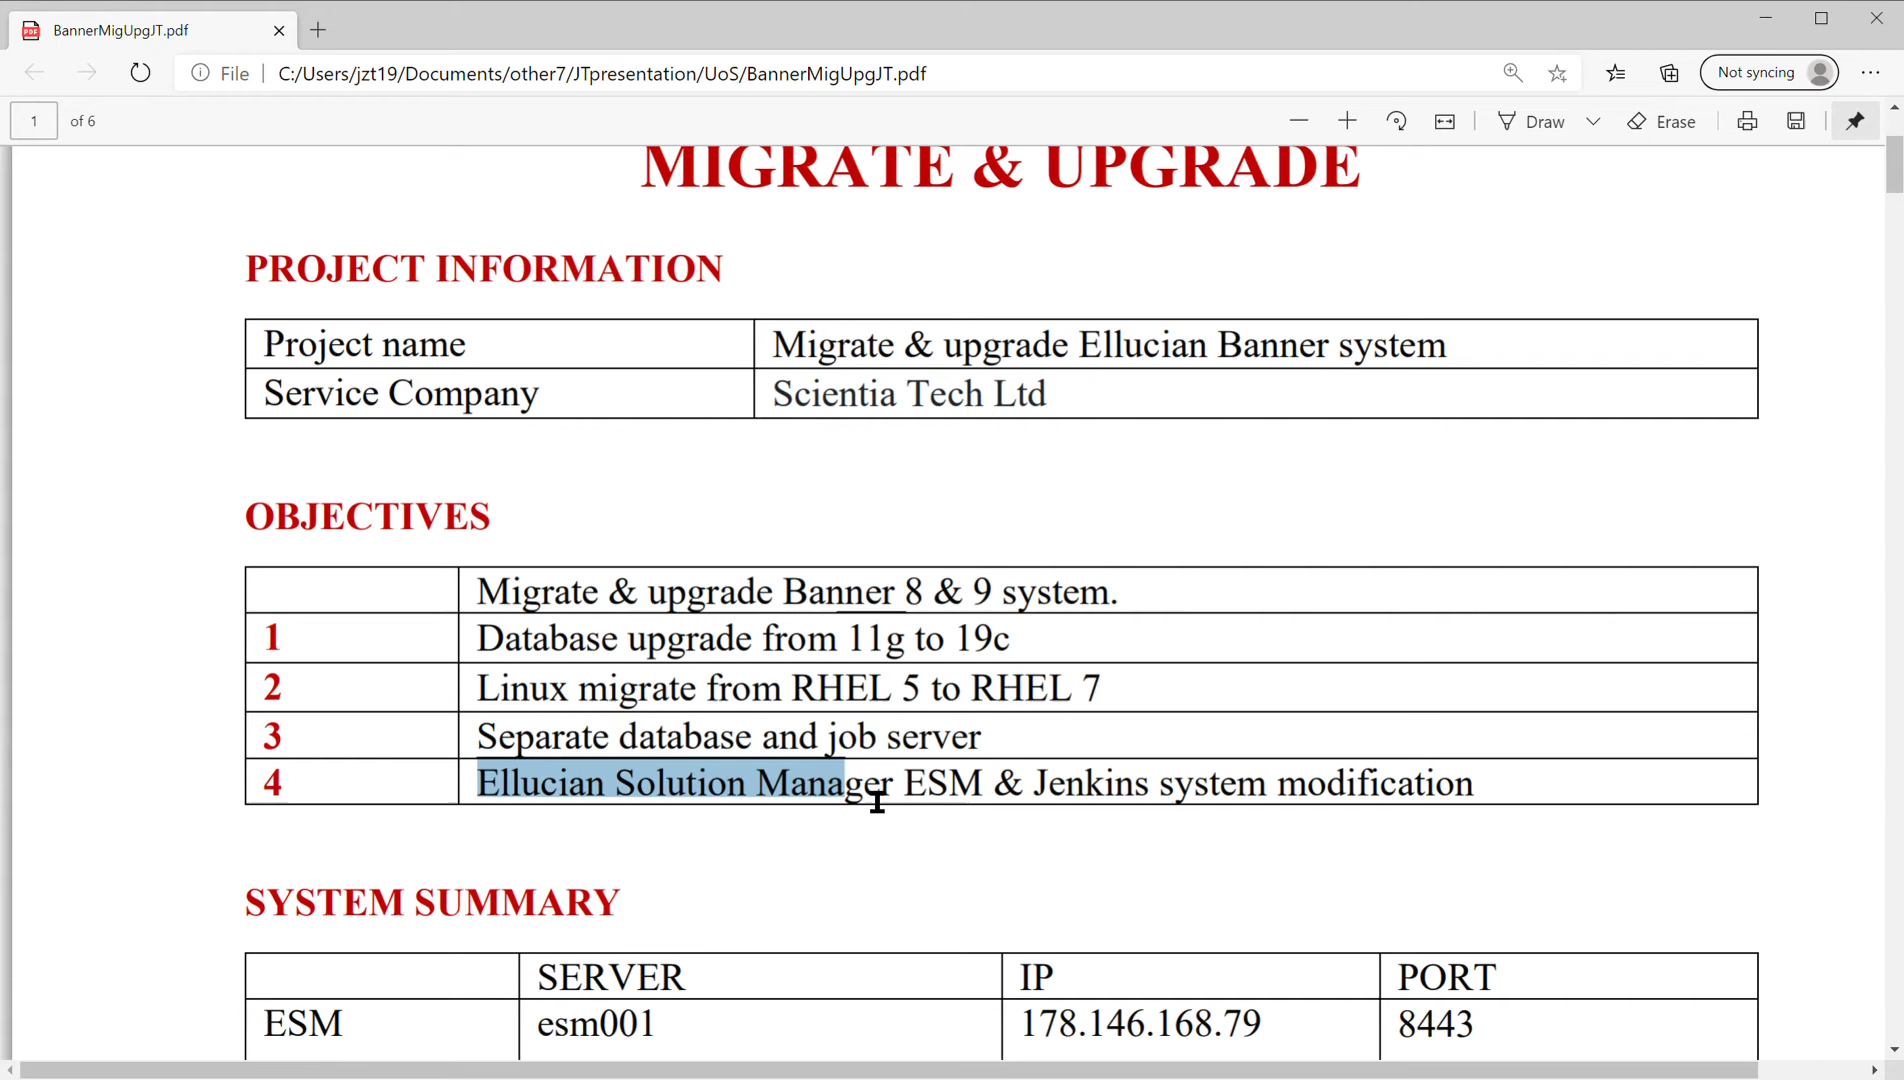 BannerMigUpgJT.pdf
File C:/Users/jzt19/Documents/other7/JTpresentation/UoS/BannerMigUpgJT.pdf
Not syncing
1 of 6
Draw
Erase
MIGRATE & UPGRADE
PROJECT INFORMATION
Project name Migrate & upgrade Ellucian Banner system
Service Company Scientia Tech Ltd
OBJECTIVES
Migrate & upgrade Banner 8 & 9 system.
1 Database upgrade from 11g to 19c
2 Linux migrate from RHEL 5 to RHEL 7
3 Separate database and job server
4 Ellucian Solution Manager ESM & Jenkins system modification
SYSTEM SUMMARY
SERVER IP PORT
ESM esm001 178.146.168.79 8443